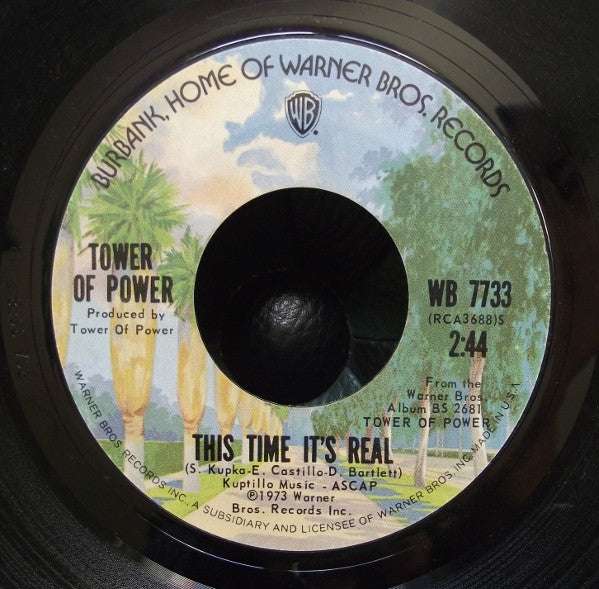 BURBANK, HOME OF WARNER BROS. RECORDS
WB
TOWER
OF POWER
Produced by
Tower Of Power
WB 7733
(RCA3688)S
2:44
From the
Warner Bros.
Album BS 2681
TOWER OF POWER
THIS TIME IT'S REAL
(S. Kupka-E. Castillo-D. Bartlett)
Kuptillo Music - ASCAP
℗1973 Warner
Bros. Records Inc.
WARNER BROS. RECORDS INC., A SUBSIDIARY AND LICENSEE OF WARNER BROS. INC. MADE IN U.S.A.